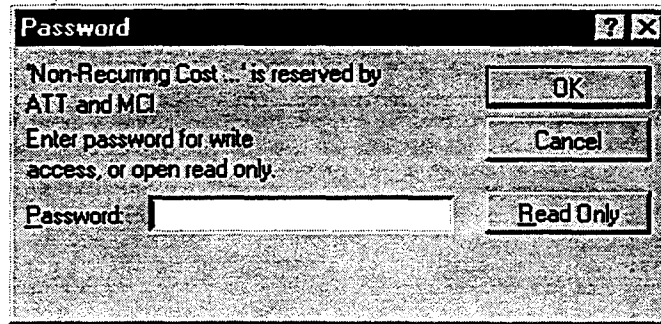 Password ? X
'Non-Recurring Cost ...' is reserved by
ATT and MCI
OK
Enter password for write
access, or open read only.
Cancel
Password:
Read Only